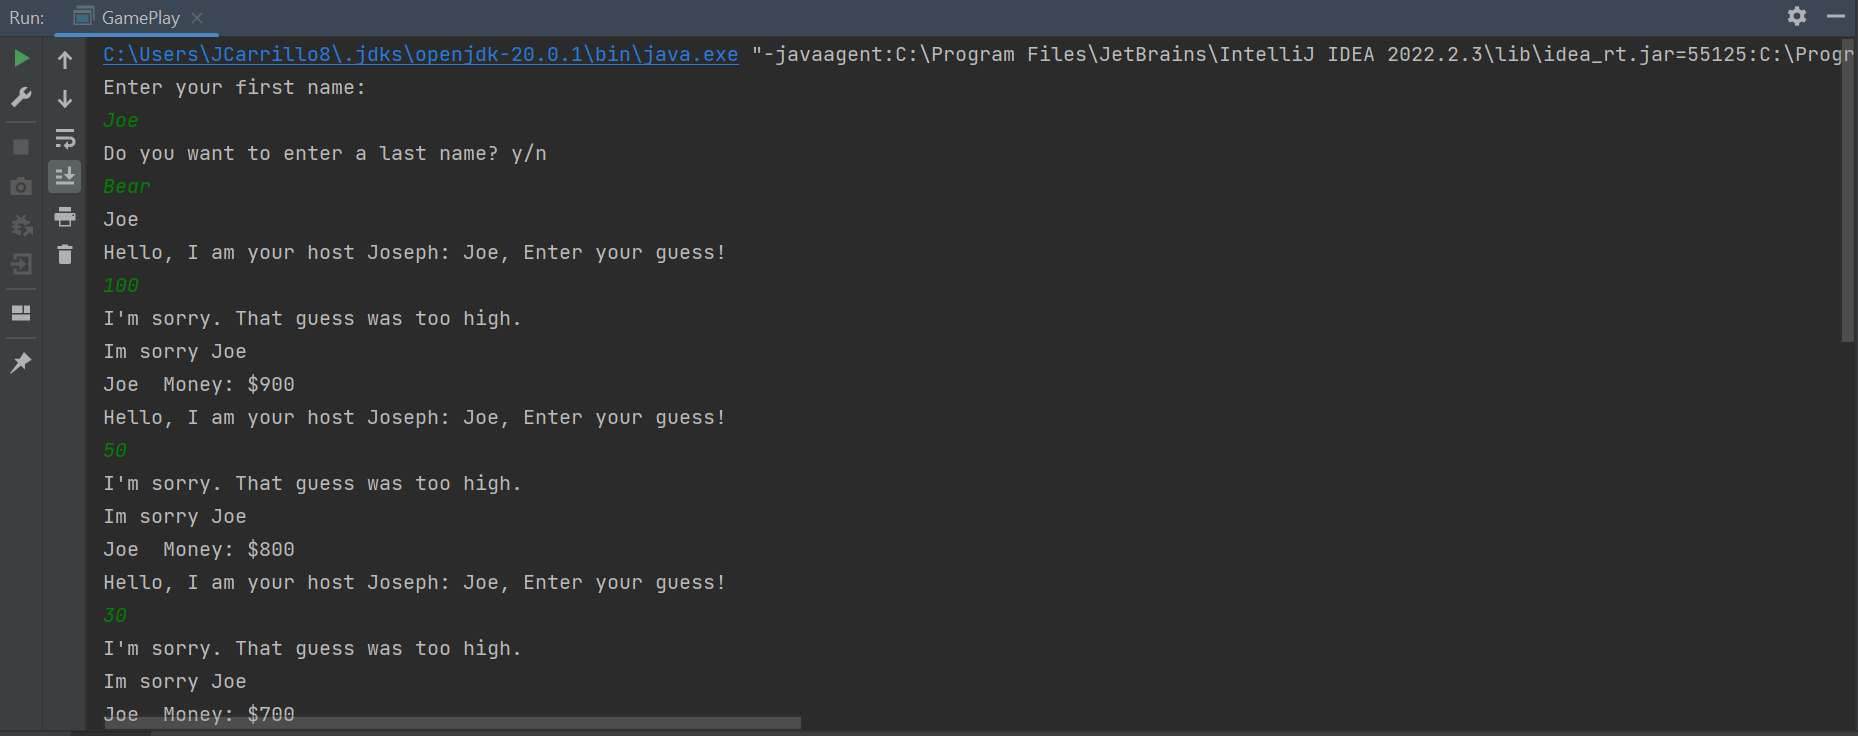 Run: GamePlay
C:\Users\JCarrillo8\.jdks\openjdk-20.0.1\bin\java.exe "-javaagent:C:\Program Files\JetBrains\IntelliJ IDEA 2022.2.3\lib\idea_rt.jar=55125:C:\Progr
Enter your first name:
Joe
Do you want to enter a last name? y/n
Bear
Joe
Hello, I am your host Joseph: Joe, Enter your guess!
100
I'm sorry. That guess was too high.
Im sorry Joe
Joe  Money: $900
Hello, I am your host Joseph: Joe, Enter your guess!
50
I'm sorry. That guess was too high.
Im sorry Joe
Joe  Money: $800
Hello, I am your host Joseph: Joe, Enter your guess!
30
I'm sorry. That guess was too high.
Im sorry Joe
Joe  Money: $700